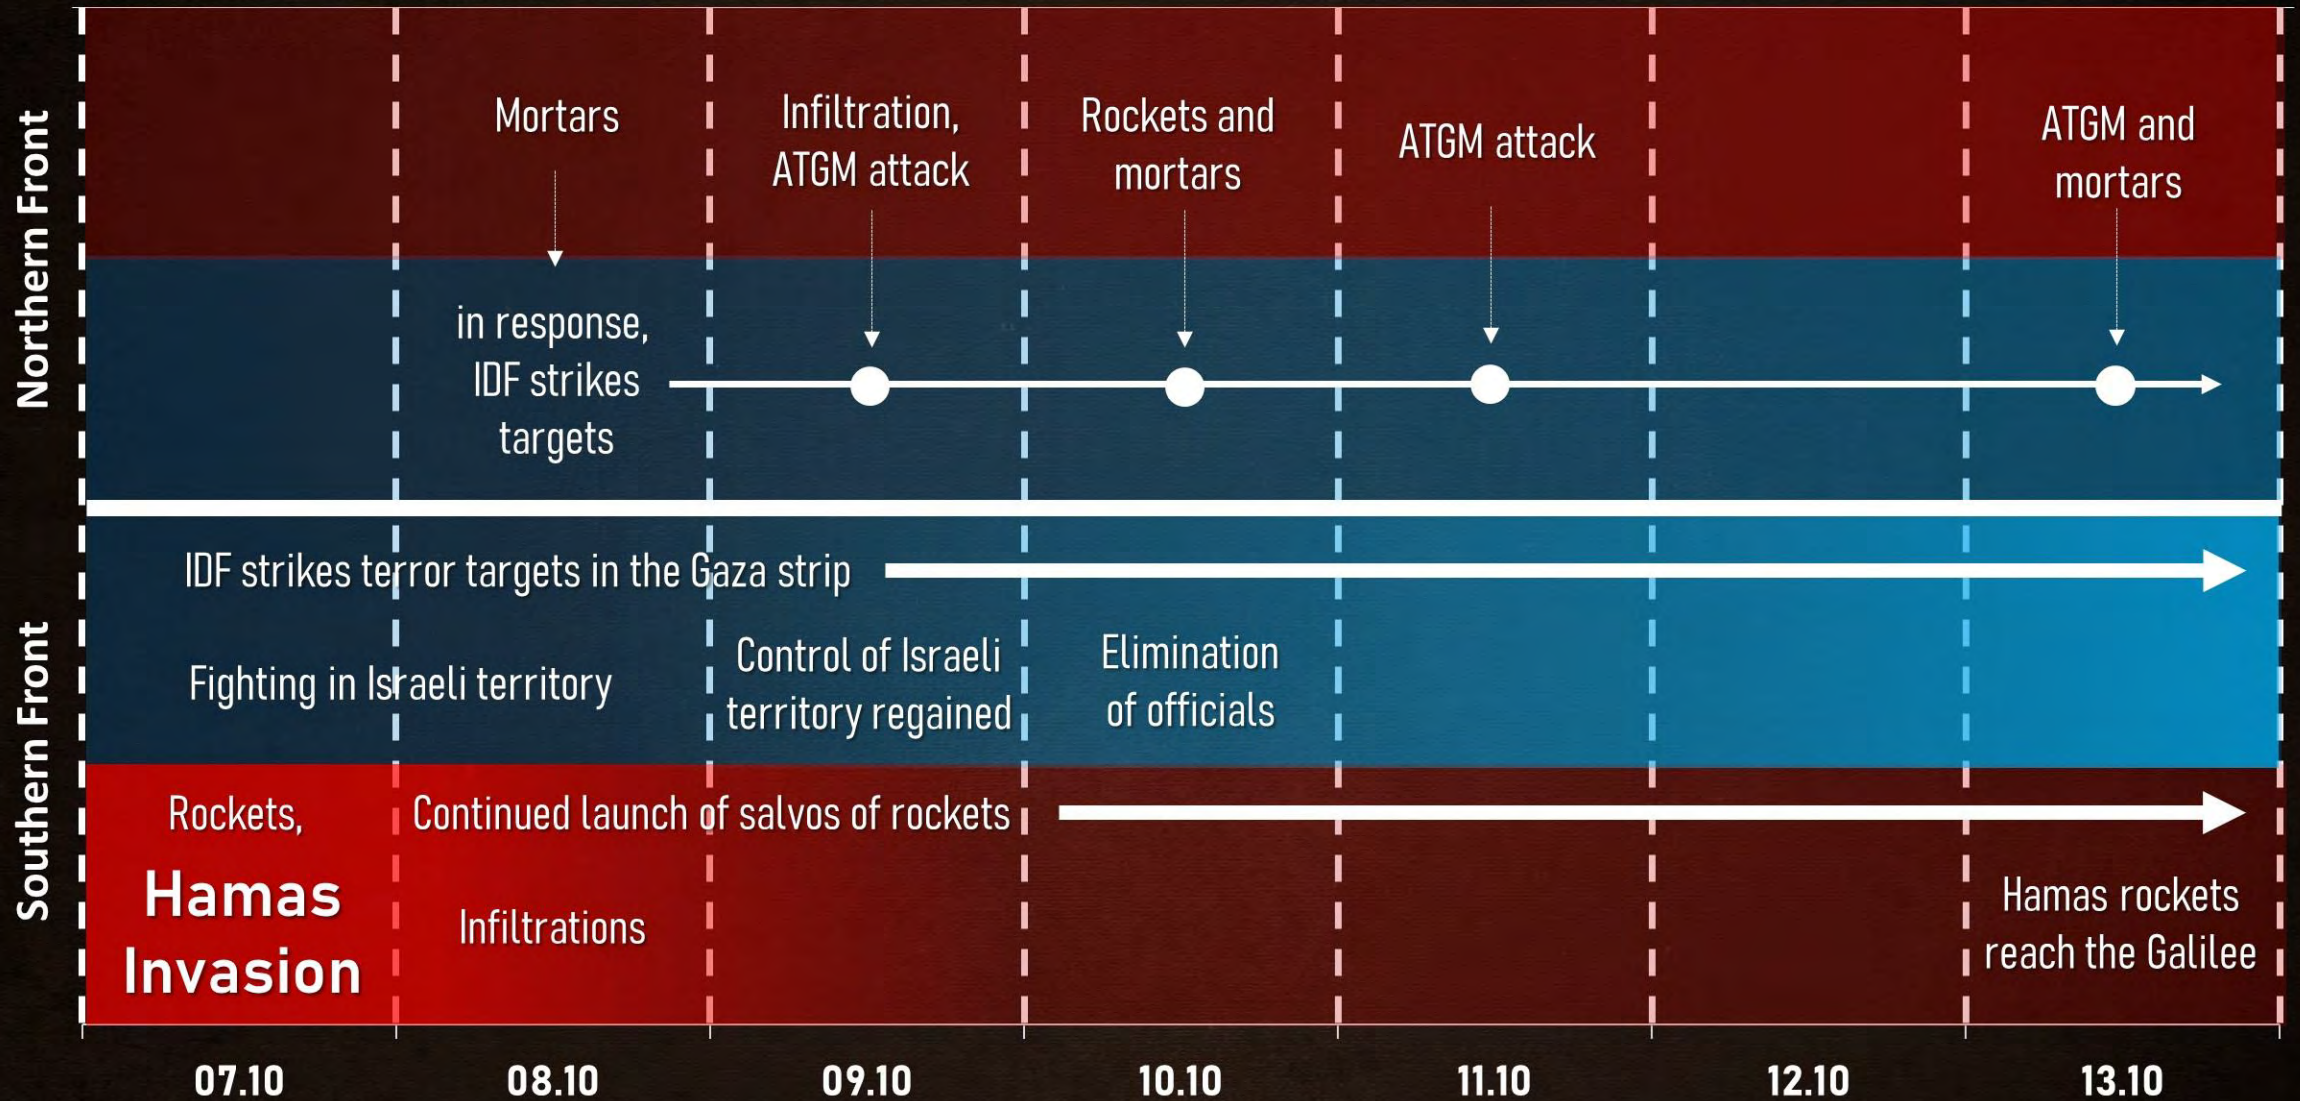 Northern Front
Mortars
Infiltration,
ATGM attack
Rockets and
mortars
ATGM attack
ATGM and
mortars
in response,
IDF strikes
targets
Southern Front
IDF strikes terror targets in the Gaza strip
Fighting in Israeli territory
Control of Israeli
territory regained
Elimination
of officials
Rockets,
Hamas
Invasion
Continued launch of salvos of rockets
Infiltrations
Hamas rockets
reach the Galilee
07.10
08.10
09.10
10.10
11.10
12.10
13.10